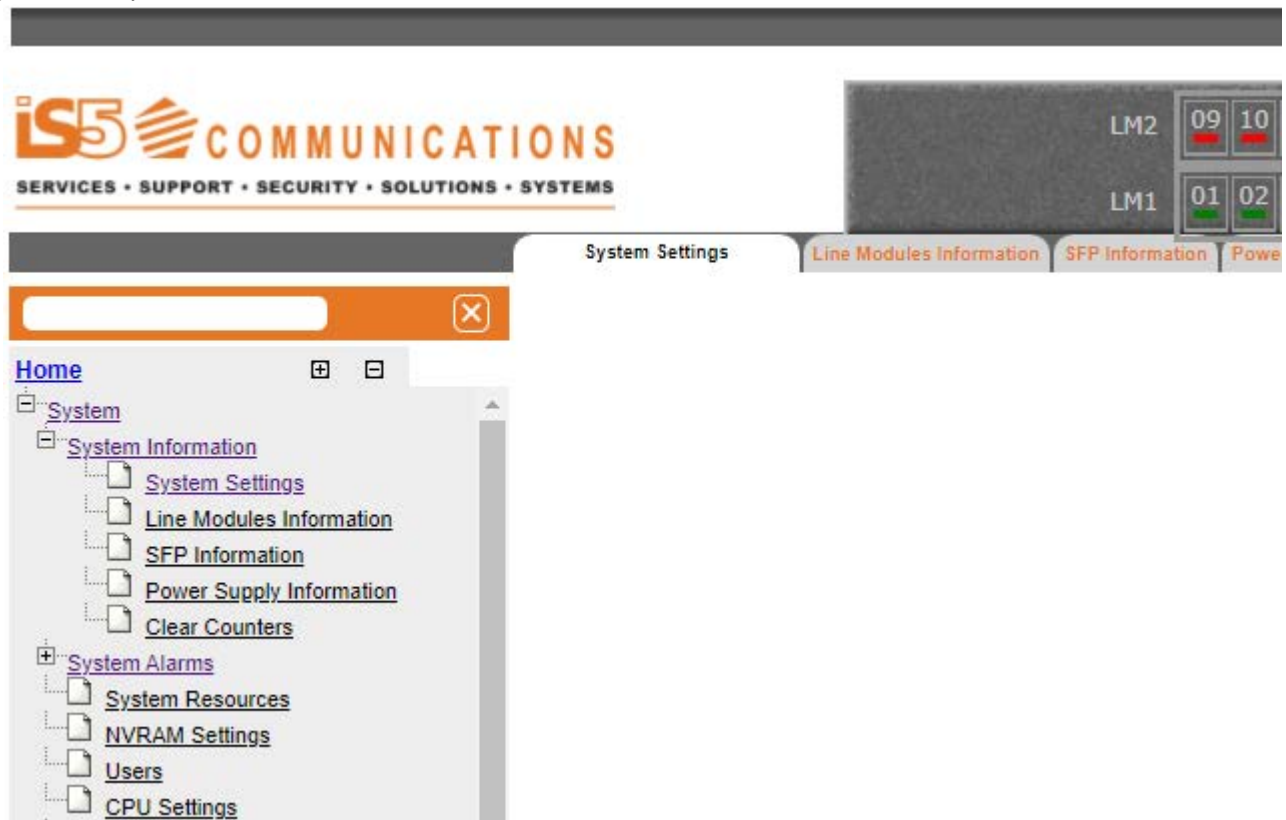 iS5 COMMUNICATIONS
SERVICES • SUPPORT • SECURITY • SOLUTIONS • SYSTEMS
LM2 09 10
LM1 01 02
System Settings Line Modules Information SFP Information Powe
Home
System
System Information
System Settings
Line Modules Information
SFP Information
Power Supply Information
Clear Counters
System Alarms
System Resources
NVRAM Settings
Users
CPU Settings